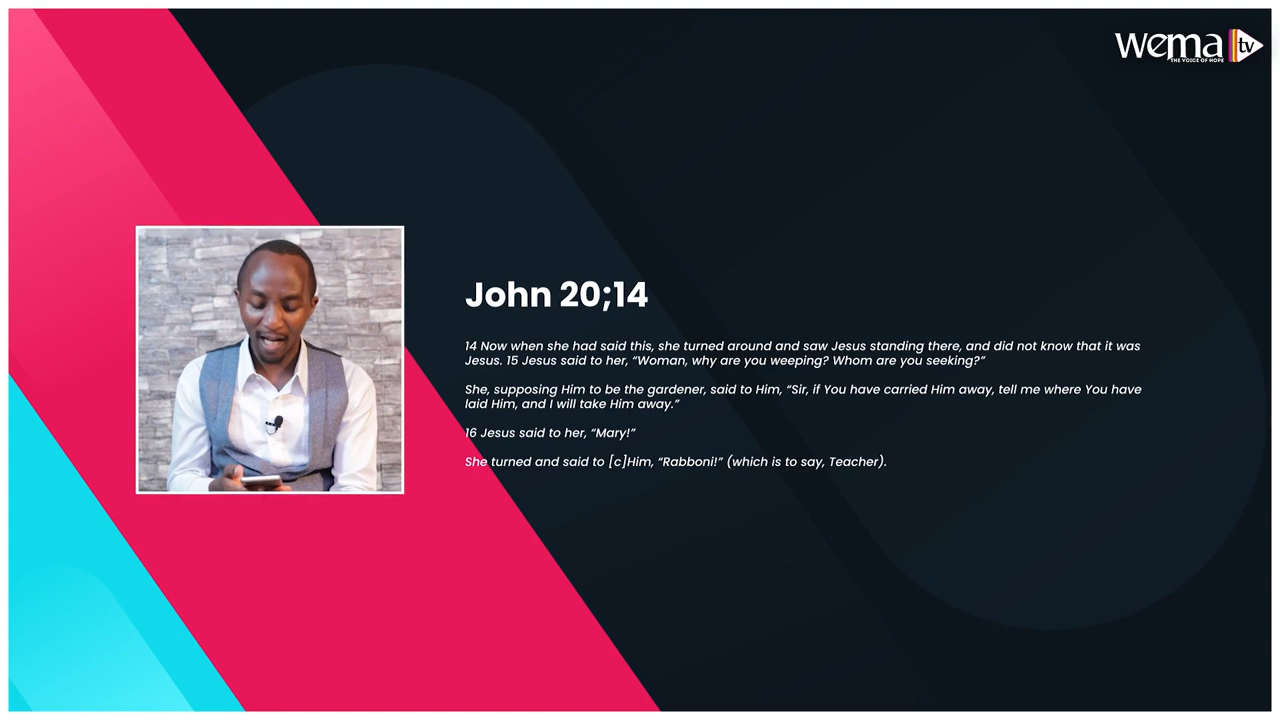 wema tv
THE VOICE OF HOPE
John 20;14
14 Now when she had said this, she turned around and saw Jesus standing there, and did not know that it was
Jesus. 15 Jesus said to her, “Woman, why are you weeping? Whom are you seeking?”
She, supposing Him to be the gardener, said to Him, “Sir, if You have carried Him away, tell me where You have
laid Him, and I will take Him away.”
16 Jesus said to her, “Mary!”
She turned and said to [c]Him, “Rabboni!” (which is to say, Teacher).